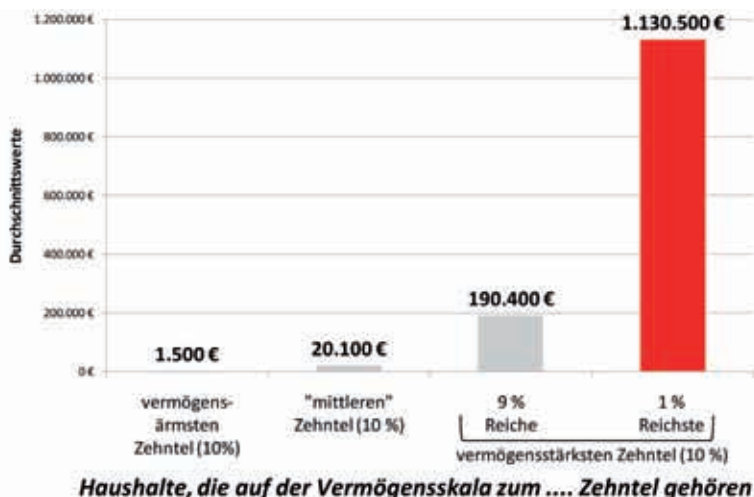 1.200.000 €
1.000.000 €
800.000 €
600.000 €
400.000 €
200.000 €
0 €
Durchschnittswerte
1.500 €
20.100 €
190.400 €
1.130.500 €
vermögens-
ärmsten
Zehntel (10%)
"mittleren"
Zehntel (10 %)
9 %
Reiche
1 %
Reichste
vermögensstärksten Zehntel (10 %)
Haushalte, die auf der Vermögensskala zum .... Zehntel gehören